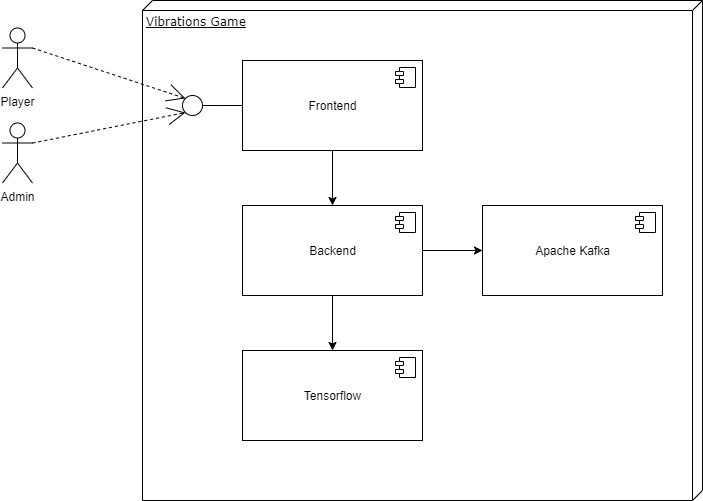 Vibrations Game
Player
Frontend
Admin
Backend
Apache Kafka
Tensorflow